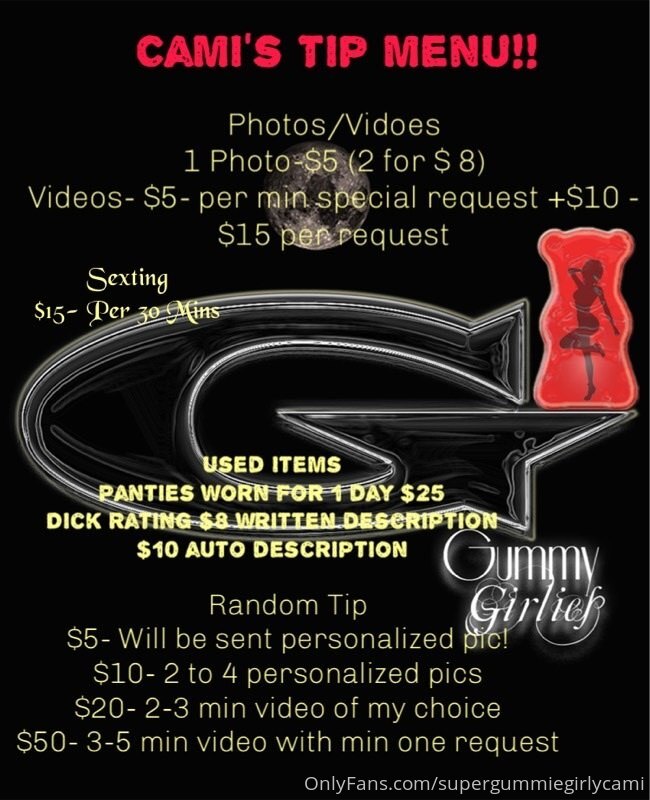 CAMI'S TIP MENU!!
Photos/Vidoes
1 Photo-$5 (2 for $ 8)
Videos- $5- per min special request +$10 -
$15 per request
Sexting
$15- Per 30 Mins
USED ITEMS
PANTIES WORN FOR 1 DAY $25
DICK RATING $8 WRITTEN DESCRIPTION
$10 AUTO DESCRIPTION
Gummy
Random Tip
$5- Will be sent personalized pic!
$10- 2 to 4 personalized pics
$20- 2-3 min video of my choice
$50- 3-5 min video with min one request
OnlyFans.com/supergummiegirlycami